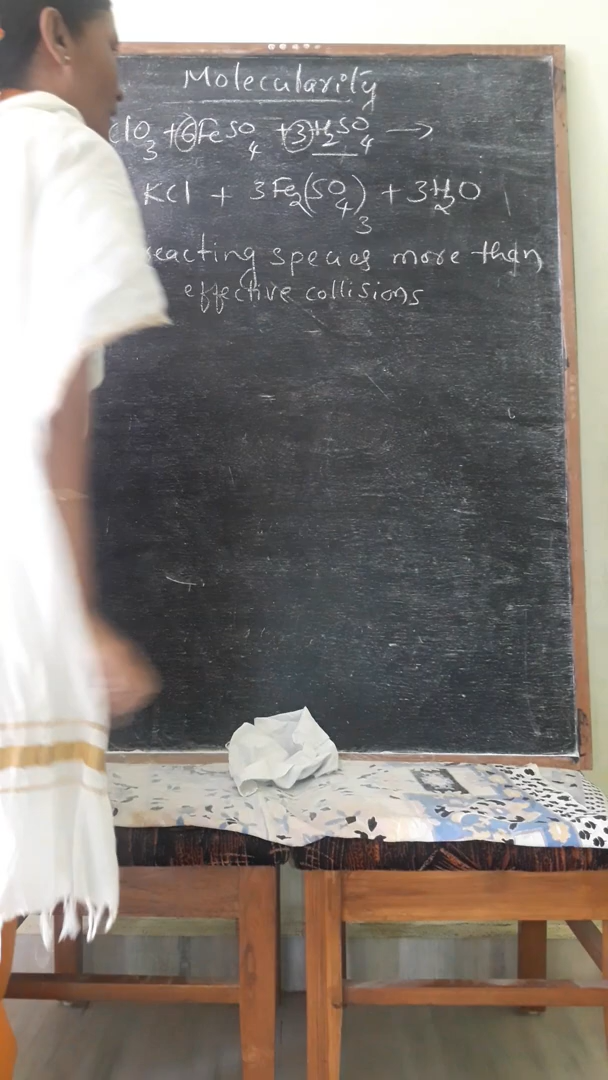 Molecularity
ClO₃ + 6FeSO₄ + 3H₂SO₄ →
KCl + 3Fe₂(SO₄)₃ + 3H₂O
reacting species more than
effective collisions